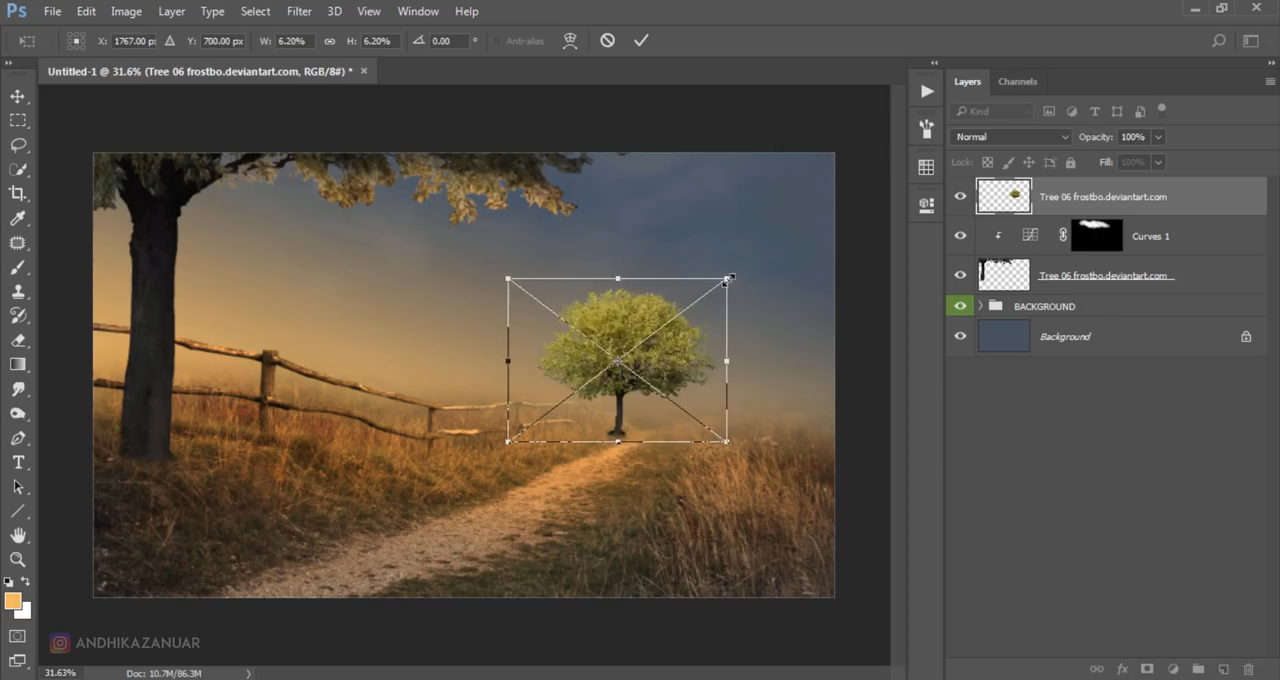 Ps File Edit Image Layer Type Select Filter 3D View Window Help
X: 1767.00 p: Y: 700.00 px W: 6.20% H: 6.20% 0.00 ° Anti-alias
Untitled-1 @ 31.6% (Tree 06 frostbo.deviantart.com, RGB/8#) * ×
Layers Channels
Kind
Normal Opacity: 100%
Lock: Fill: 100%
Tree 06 frostbo.deviantart.com
Curves 1
Tree 06 frostbo.deviantart.com
BACKGROUND
Background
ANDHIKAZANUAR
31.63% Doc: 10.7M/86.3M